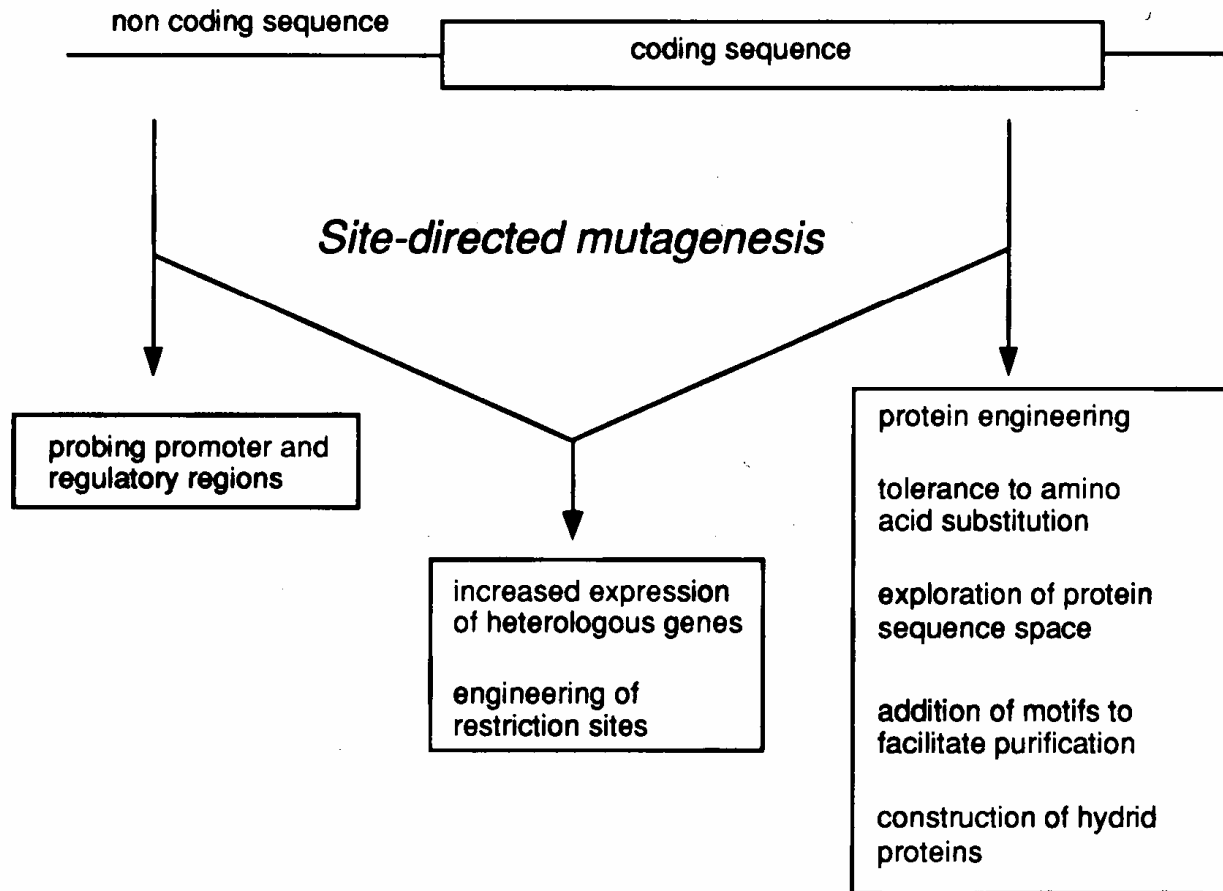 non coding sequence
coding sequence
Site-directed mutagenesis
probing promoter and
regulatory regions
increased expression
of heterologous genes
engineering of
restriction sites
protein engineering
tolerance to amino
acid substitution
exploration of protein
sequence space
addition of motifs to
facilitate purification
construction of hydrid
proteins